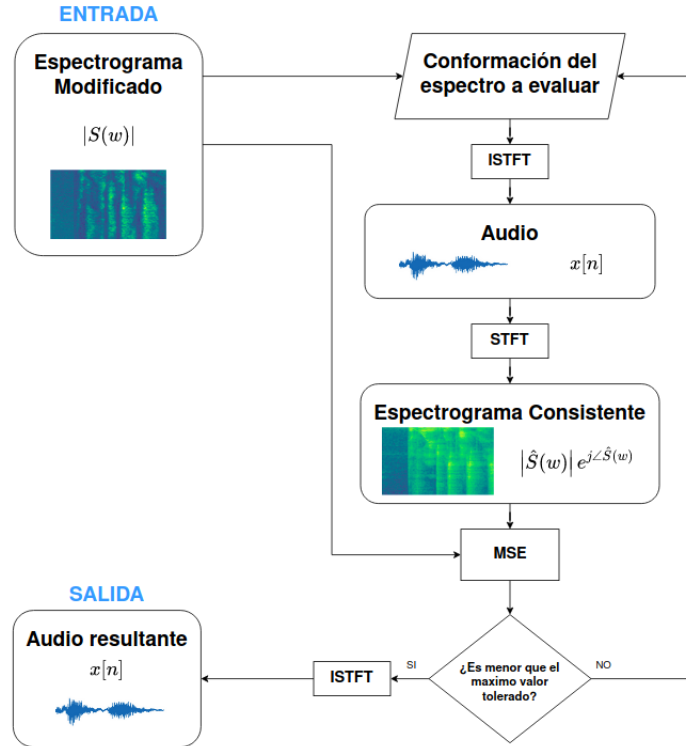 ENTRADA
Espectrograma
Modificado
|S(w)|
Conformación del
espectro a evaluar
ISTFT
Audio
x[n]
STFT
Espectrograma Consistente
|Ŝ(w)| e^{j∠Ŝ(w)}
MSE
¿Es menor que el
maximo valor
tolerado?
SI
NO
ISTFT
SALIDA
Audio resultante
x[n]